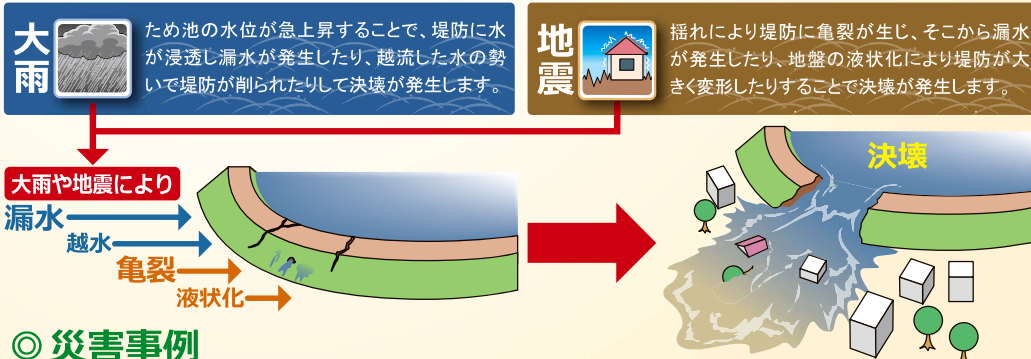 大雨
ため池の水位が急上昇することで、堤防に水
が浸透し漏水が発生したり、越流した水の勢
いで堤防が削られたりして決壊が発生します。
地震
揺れにより堤防に亀裂が生じ、そこから漏水
が発生したり、地盤の液状化により堤防が大
きく変形したりすることで決壊が発生します。
大雨や地震により
漏水
越水
亀裂
液状化
決壊
◎災害事例